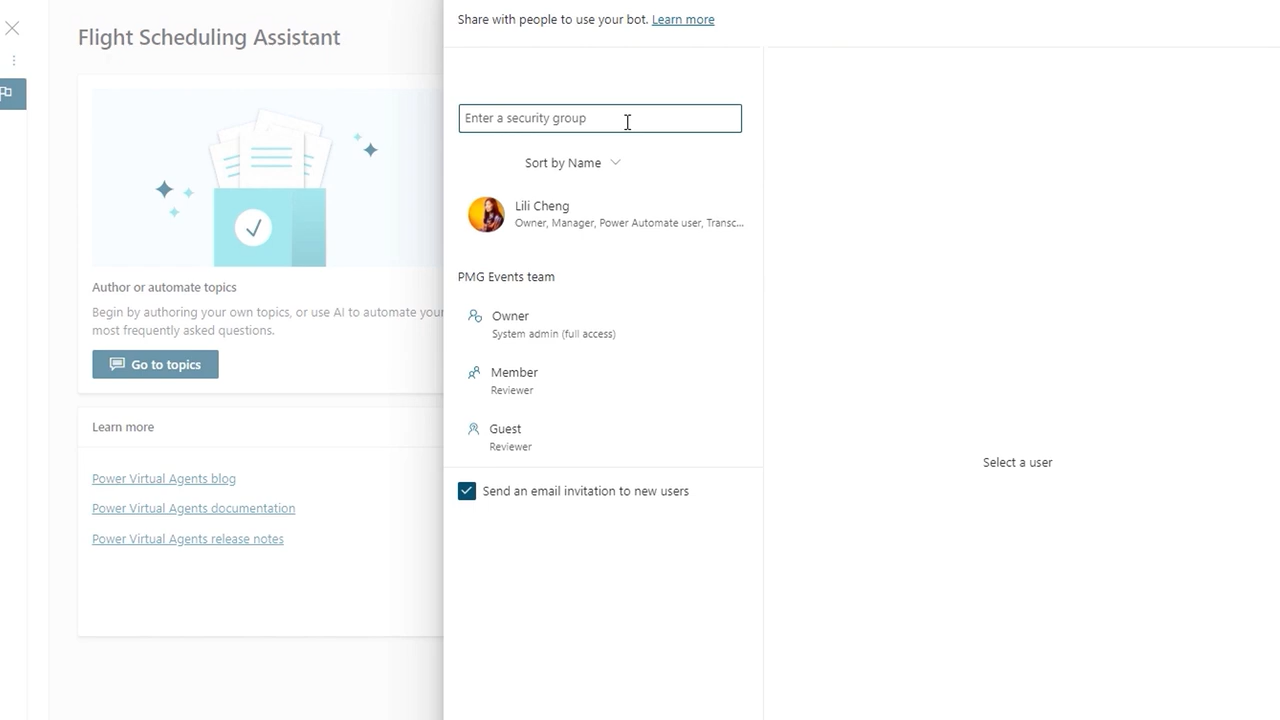 Flight Scheduling Assistant
Author or automate topics
Begin by authoring your own topics, or use AI to automate your
most frequently asked questions.
Go to topics
Learn more
Power Virtual Agents blog
Power Virtual Agents documentation
Power Virtual Agents release notes
Share with people to use your bot. Learn more
Enter a security group
Sort by Name
Lili Cheng
Owner, Manager, Power Automate user, Transc...
PMG Events team
Owner
System admin (full access)
Member
Reviewer
Guest
Reviewer
Send an email invitation to new users
Select a user